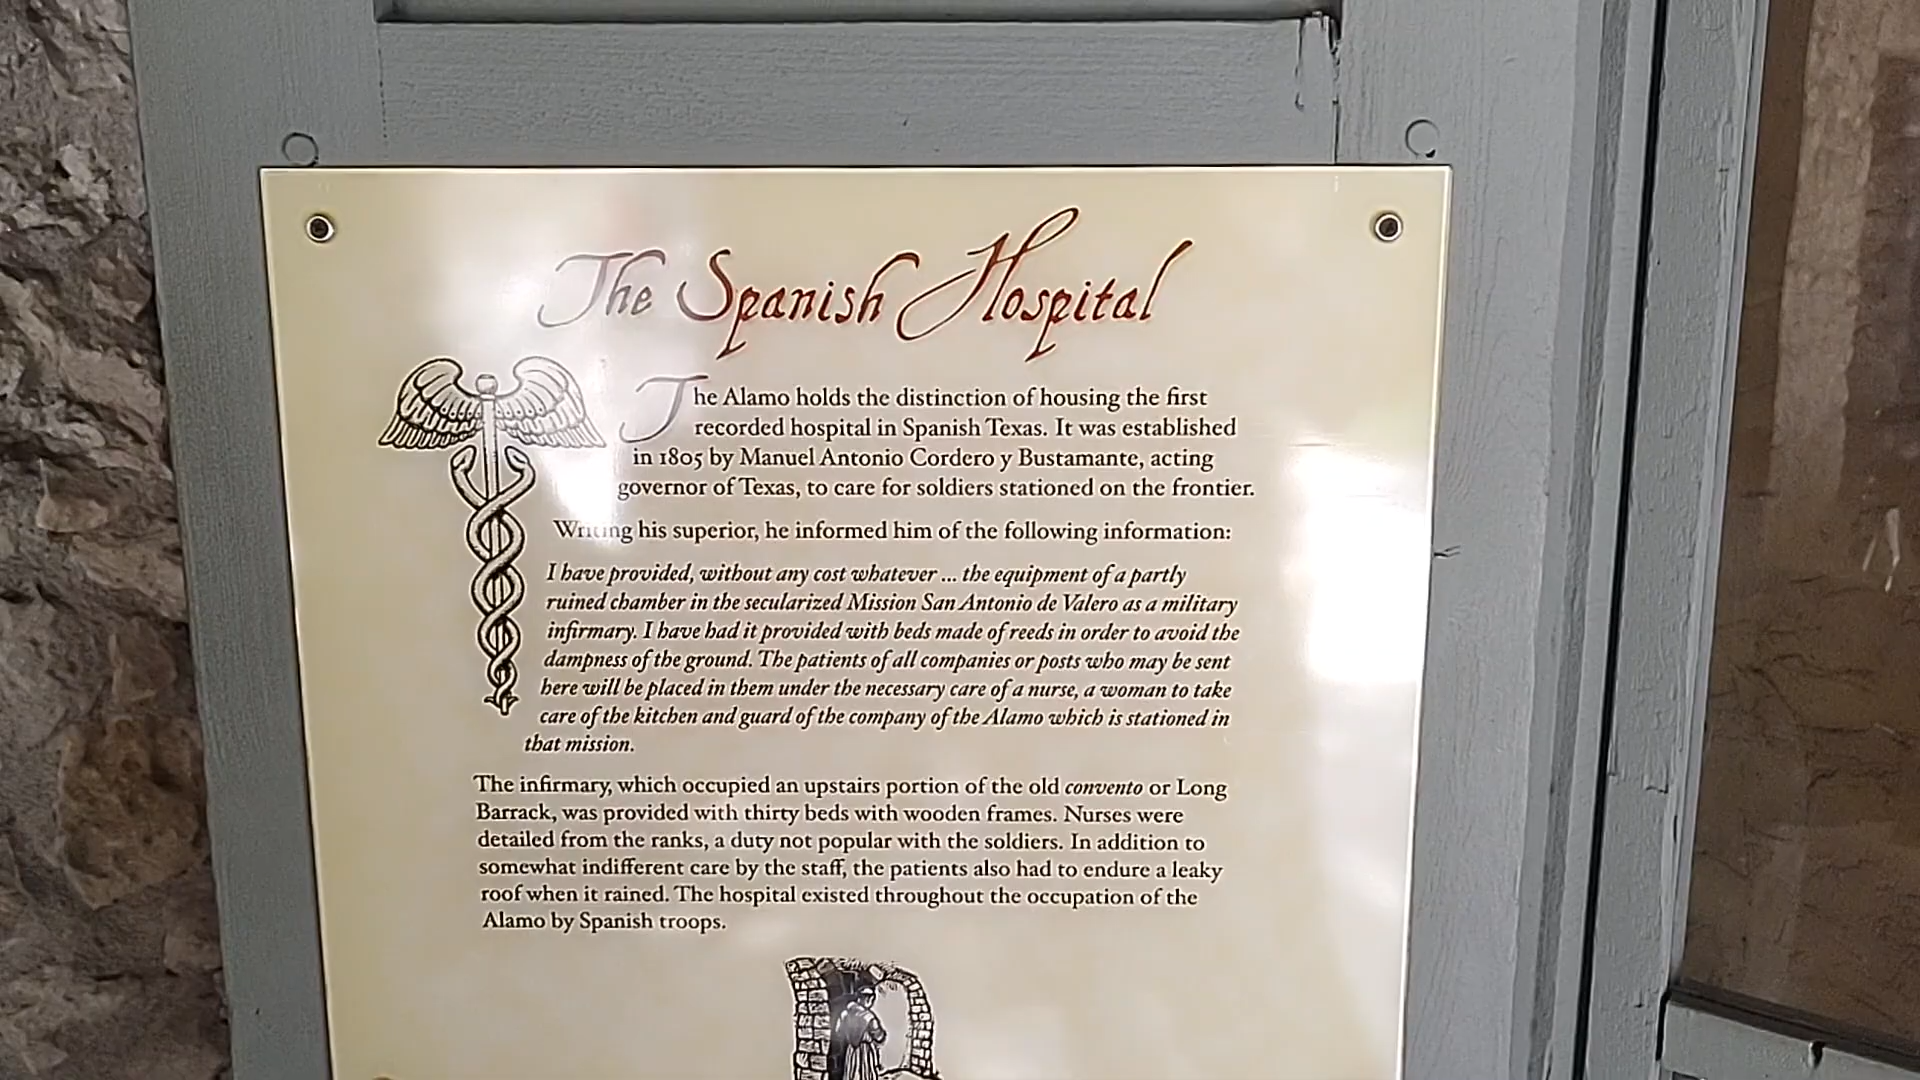 The Spanish Hospital
The Alamo holds the distinction of housing the first
recorded hospital in Spanish Texas. It was established
in 1805 by Manuel Antonio Cordero y Bustamante, acting
governor of Texas, to care for soldiers stationed on the frontier.
Writing his superior, he informed him of the following information:
I have provided, without any cost whatever ... the equipment of a partly
ruined chamber in the secularized Mission San Antonio de Valero as a military
infirmary. I have had it provided with beds made of reeds in order to avoid the
dampness of the ground. The patients of all companies or posts who may be sent
here will be placed in them under the necessary care of a nurse, a woman to take
care of the kitchen and guard of the company of the Alamo which is stationed in
that mission.
The infirmary, which occupied an upstairs portion of the old convento or Long
Barrack, was provided with thirty beds with wooden frames. Nurses were
detailed from the ranks, a duty not popular with the soldiers. In addition to
somewhat indifferent care by the staff, the patients also had to endure a leaky
roof when it rained. The hospital existed throughout the occupation of the
Alamo by Spanish troops.